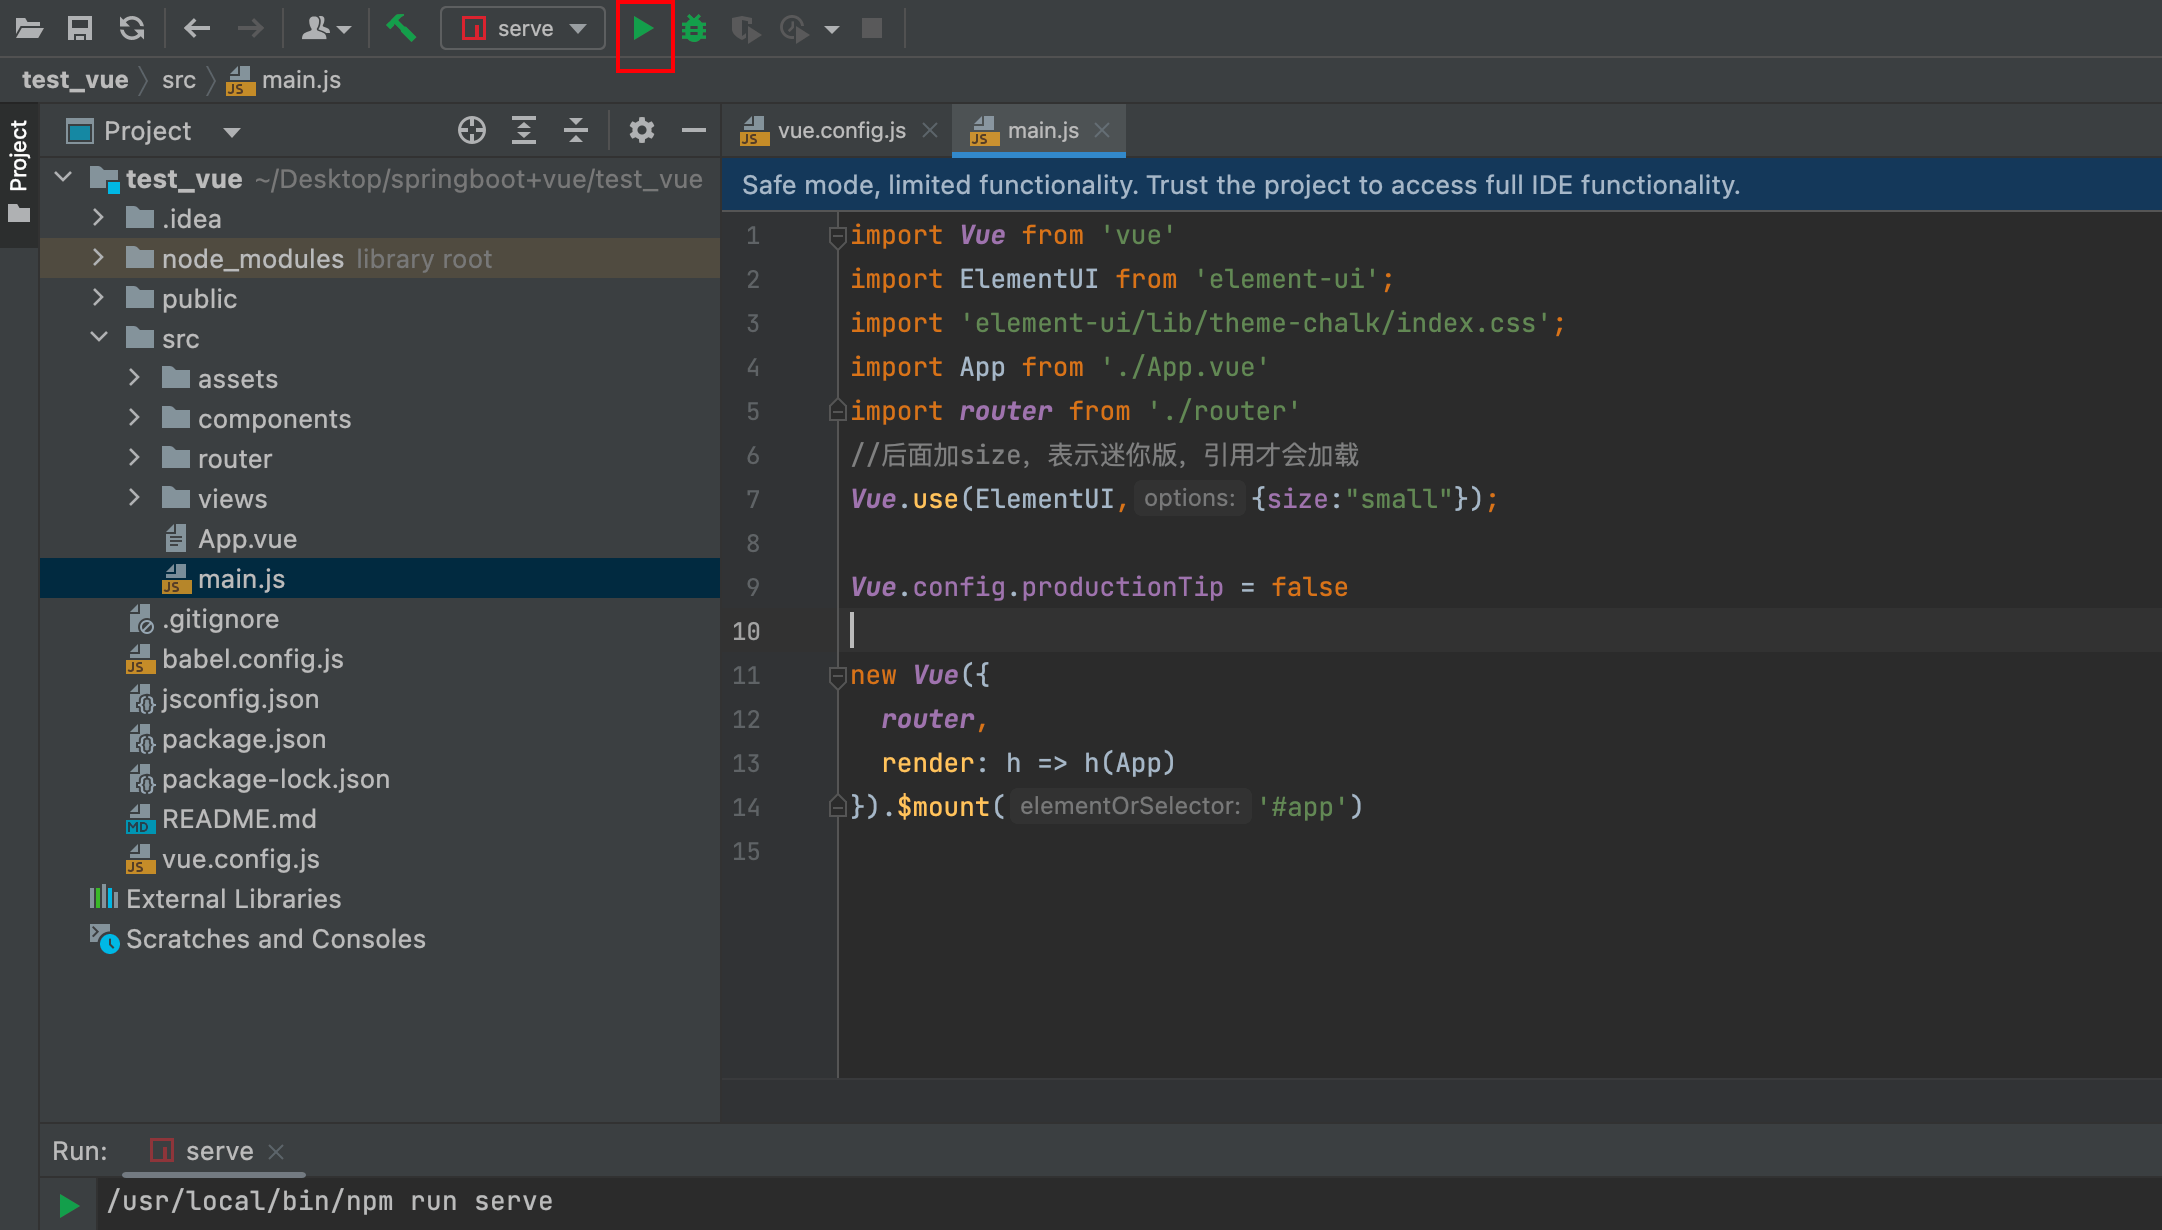 serve
test_vue src main.js
Project
Project
test_vue ~/Desktop/springboot+vue/test_vue
.idea
node_modules library root
public
src
assets
components
router
views
App.vue
main.js
.gitignore
babel.config.js
jsconfig.json
package.json
package-lock.json
README.md
vue.config.js
External Libraries
Scratches and Consoles
vue.config.js main.js
Safe mode, limited functionality. Trust the project to access full IDE functionality.
1 import Vue from 'vue'
2 import ElementUI from 'element-ui';
3 import 'element-ui/lib/theme-chalk/index.css';
4 import App from './App.vue'
5 import router from './router'
6 //后面加size，表示迷你版，引用才会加载
7 Vue.use(ElementUI, options: {size:"small"});
8
9 Vue.config.productionTip = false
10
11 new Vue({
12 router,
13 render: h => h(App)
14 }).$mount( elementOrSelector: '#app')
15
Run: serve
/usr/local/bin/npm run serve